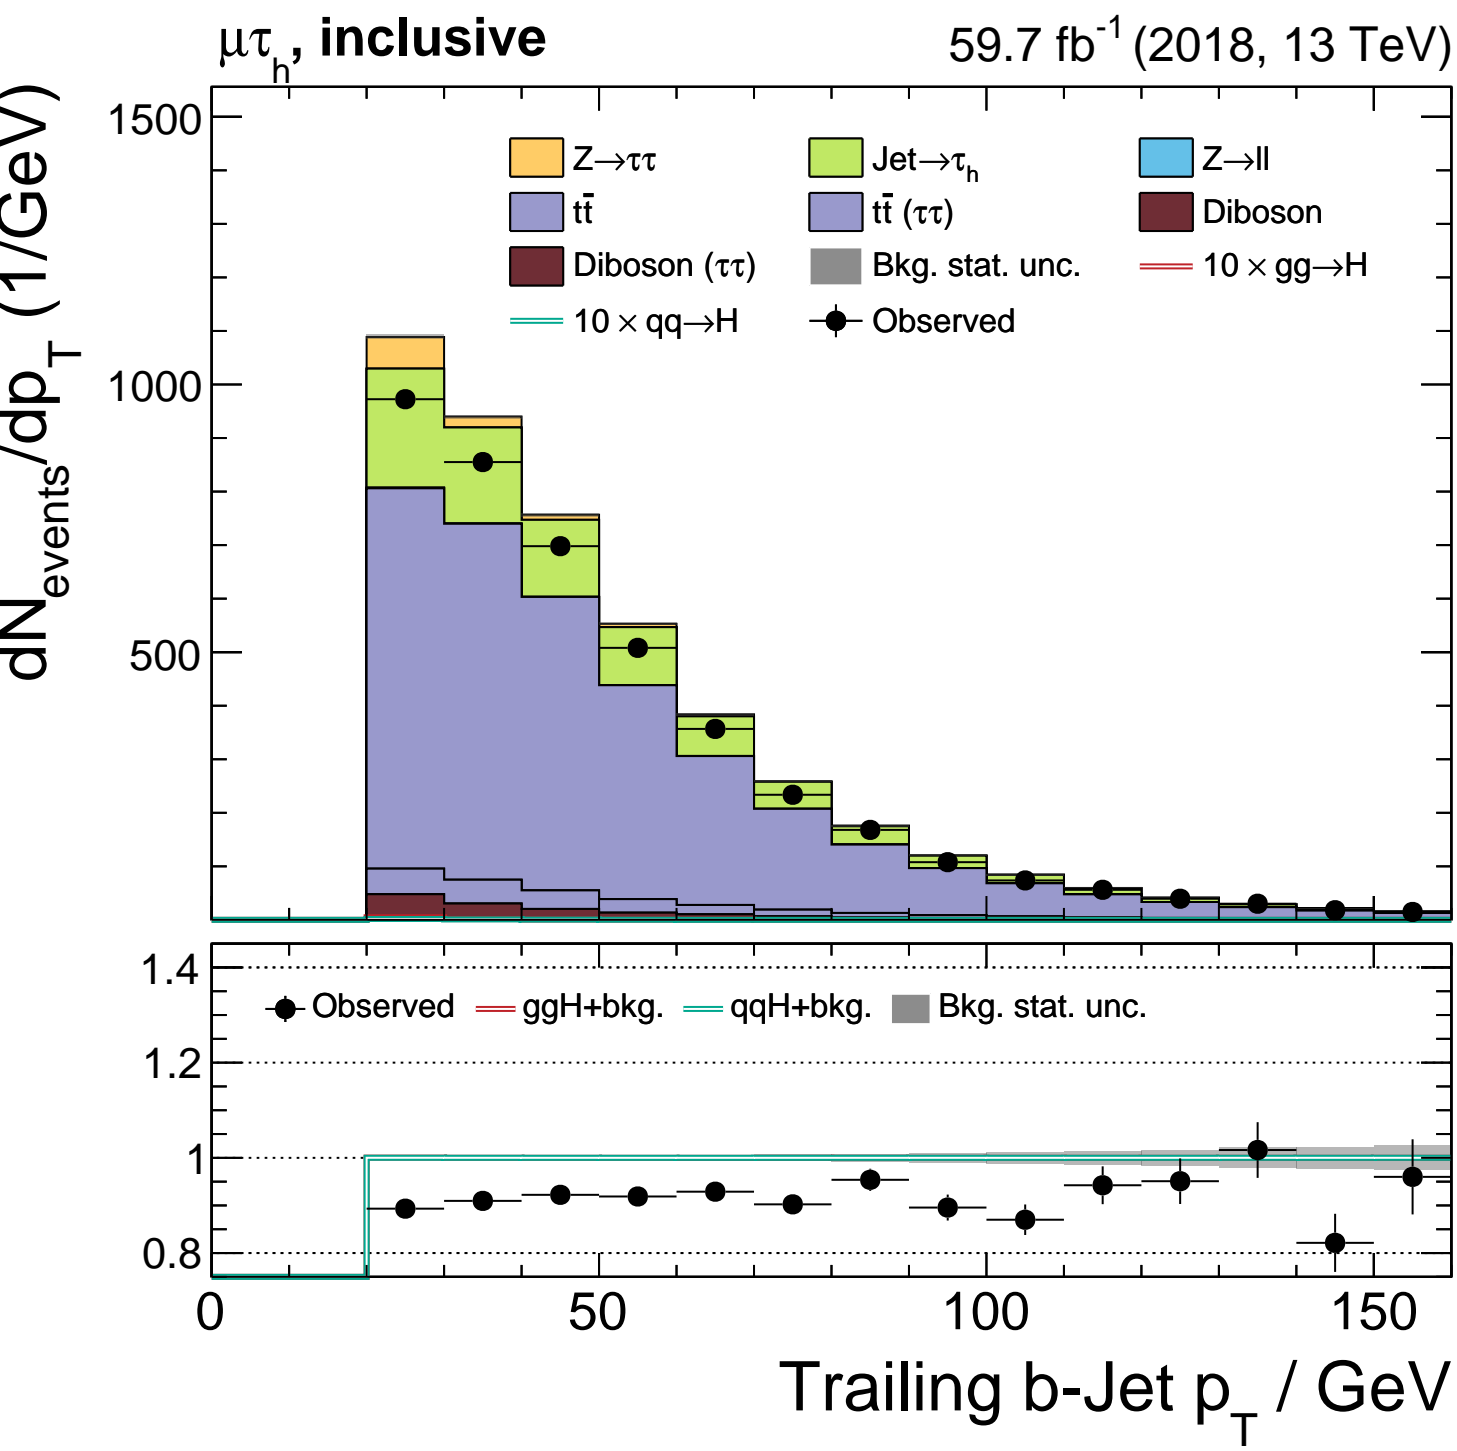 μτh, inclusive 59.7 fb-1 (2018, 13 TeV)
dNevents/dpT (1/GeV)
1500
1000
500
Z→ττ Jet→τh Z→ll
tt̄ tt̄ (ττ) Diboson
Diboson (ττ) Bkg. stat. unc. 10 × gg→H
10 × qq→H Observed
1.4
1.2
1
0.8
Observed ggH+bkg. qqH+bkg. Bkg. stat. unc.
0 50 100 150
Trailing b-Jet pT / GeV